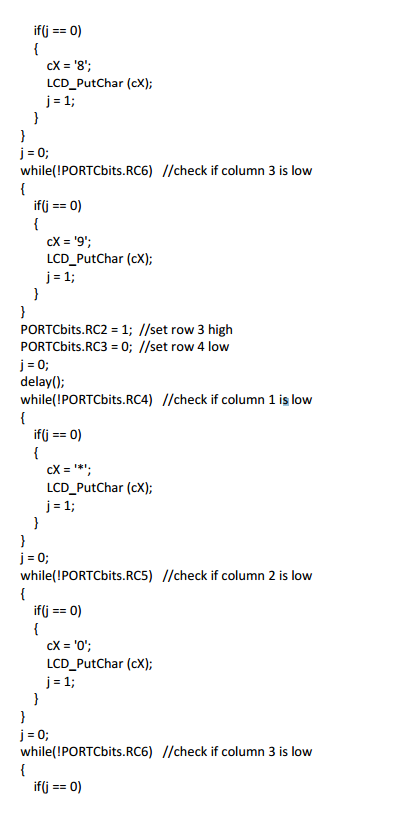 if(j == 0)
{
cX = '8';
LCD_PutChar (cX);
j = 1;
}
}
j = 0;
while(!PORTCbits.RC6) //check if column 3 is low
{
if(j == 0)
{
cX = '9';
LCD_PutChar (cX);
j = 1;
}
}
PORTCbits.RC2 = 1; //set row 3 high
PORTCbits.RC3 = 0; //set row 4 low
j = 0;
delay();
while(!PORTCbits.RC4) //check if column 1 is low
{
if(j == 0)
{
cX = '*';
LCD_PutChar (cX);
j = 1;
}
}
j = 0;
while(!PORTCbits.RC5) //check if column 2 is low
{
if(j == 0)
{
cX = '0';
LCD_PutChar (cX);
j = 1;
}
}
j = 0;
while(!PORTCbits.RC6) //check if column 3 is low
{
if(j == 0)